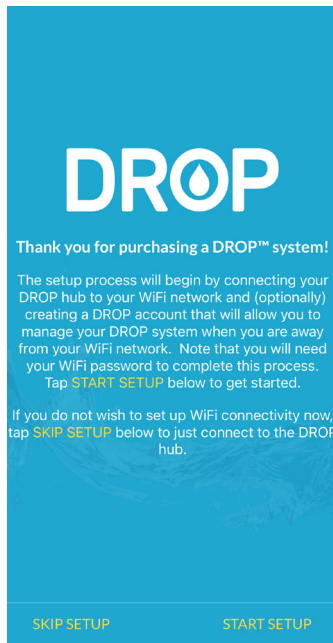 DROP
Thank you for purchasing a DROP™ system!
The setup process will begin by connecting your
DROP hub to your WiFi network and (optionally)
creating a DROP account that will allow you to
manage your DROP system when you are away
from your WiFi network. Note that you will need
your WiFi password to complete this process.
Tap START SETUP below to get started.
If you do not wish to set up WiFi connectivity now,
tap SKIP SETUP below to just connect to the DROP
hub.
SKIP SETUP
START SETUP